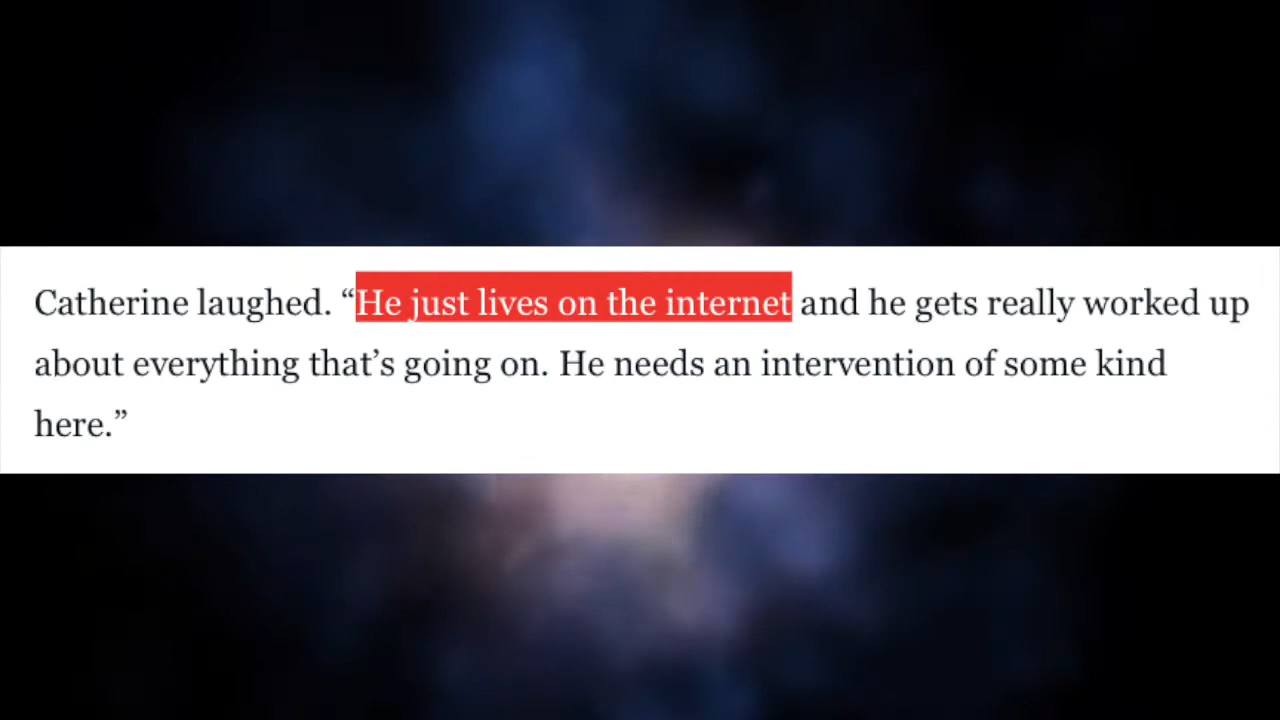 Catherine laughed. “He just lives on the internet and he gets really worked up
about everything that’s going on. He needs an intervention of some kind
here.”